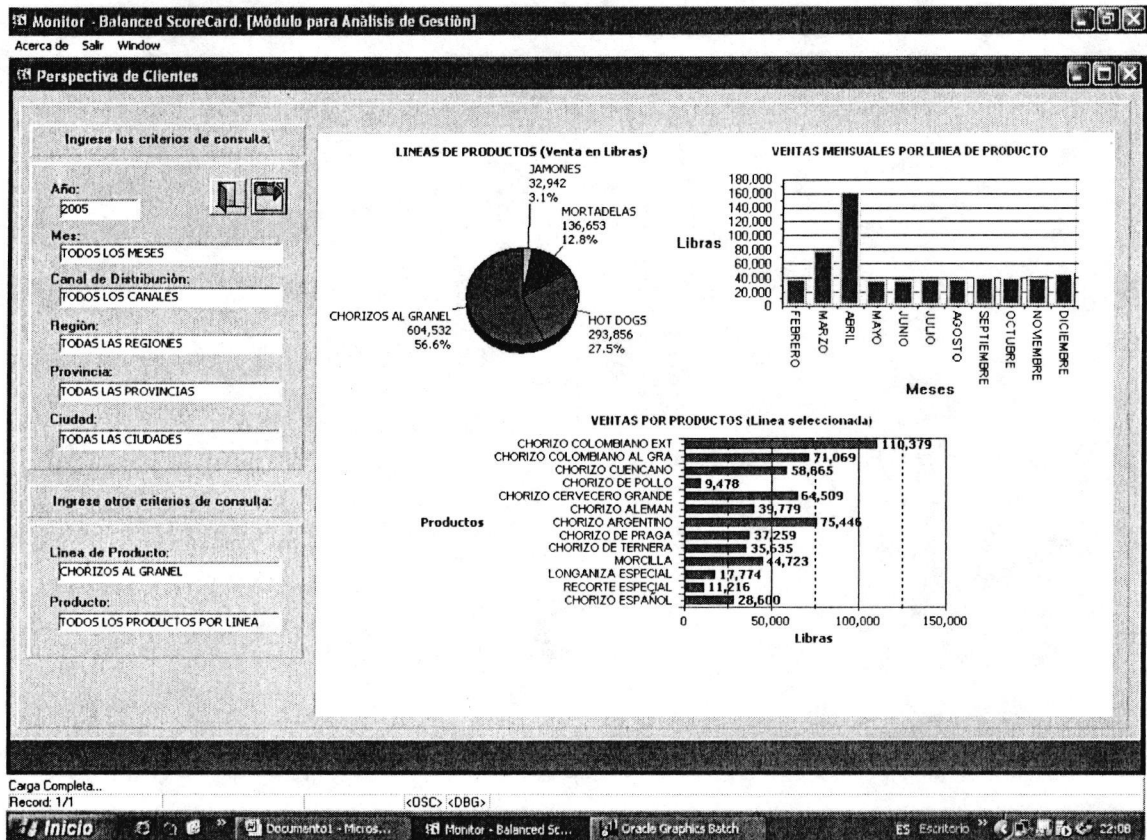 Monitor - Balanced ScoreCard. [Módulo para Anàlisis de Gestiòn]
Acerca de Salir Window
Perspectiva de Clientes
Ingrese los criterios de consulta:
Año:
2005
Mes:
TODOS LOS MESES
Canal de Distribuciòn:
TODOS LOS CANALES
Regiòn:
TODAS LAS REGIONES
Provincia:
TODAS LAS PROVINCIAS
Ciudad:
TODAS LAS CIUDADES
Ingrese otros criterios de consulta:
Lìnea de Producto:
CHORIZOS AL GRANEL
Producto:
TODOS LOS PRODUCTOS POR LINEA
LINEAS DE PRODUCTOS (Venta en Libras)
JAMONES
32,942
3.1%
MORTADELAS
136,653
12.8%
CHORIZOS AL GRANEL
604,532
56.6%
HOT DOGS
293,856
27.5%
VENTAS MENSUALES POR LINEA DE PRODUCTO
Libras
180,000
160,000
140,000
120,000
100,000
80,000
60,000
40,000
20,000
0
FEBRERO
MARZO
ABRIL
MAYO
JUNIO
JULIO
AGOSTO
SEPTIEMBRE
OCTUBRE
NOVIEMBRE
DICIEMBRE
Meses
VENTAS POR PRODUCTOS (Linea seleccionada)
Productos
CHORIZO COLOMBIANO EXT 110,379
CHORIZO COLOMBIANO AL GRA 71,069
CHORIZO CUENCANO 58,665
CHORIZO DE POLLO 9,478
CHORIZO CERVECERO GRANDE 64,509
CHORIZO ALEMAN 39,779
CHORIZO ARGENTINO 75,446
CHORIZO DE PRAGA 37,259
CHORIZO DE TERNERA 35,635
MORCILLA 44,723
LONGANIZA ESPECIAL 17,774
RECORTE ESPECIAL 11,216
CHORIZO ESPAÑOL 28,600
0 50,000 100,000 150,000
Libras
Carga Completa...
Record: 1/1 <OSC> <DBG>
Inicio » Documento1 - Micros... Monitor - Balanced Sc... Oracle Graphics Batch ES Escritorio » 22:08